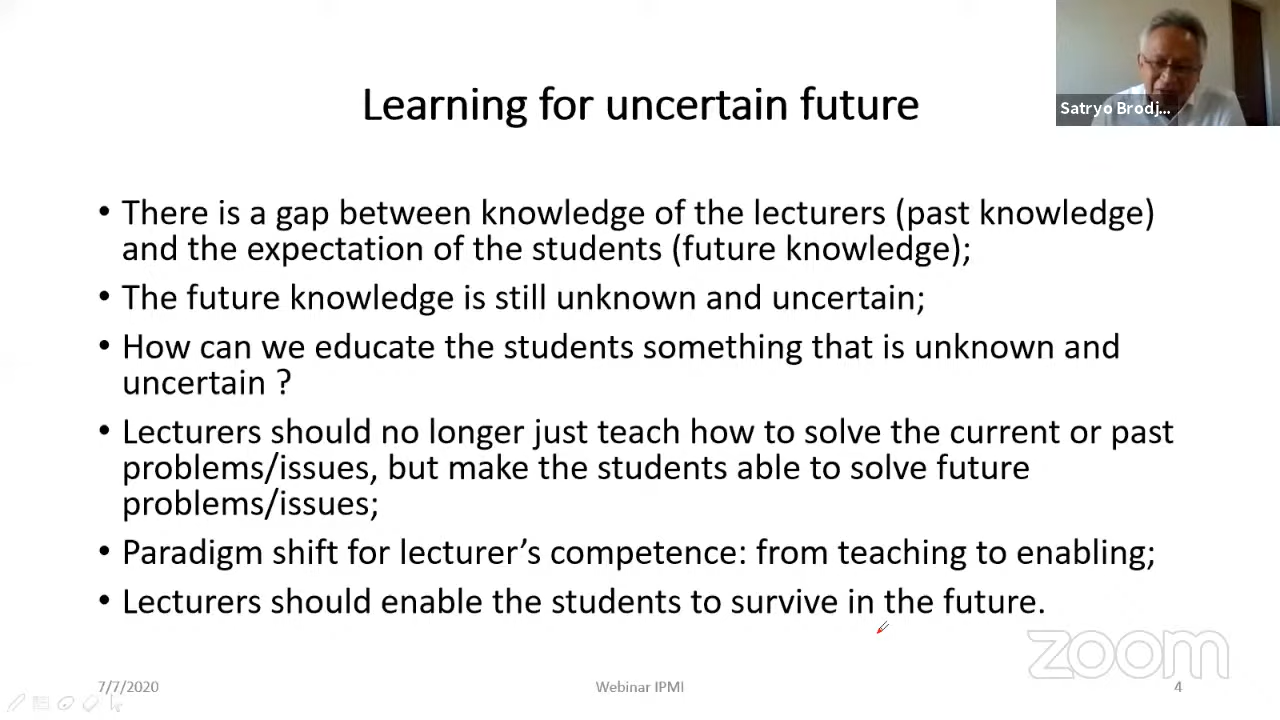 Learning for uncertain future
Satryo Brodj...
• There is a gap between knowledge of the lecturers (past knowledge)
and the expectation of the students (future knowledge);
• The future knowledge is still unknown and uncertain;
• How can we educate the students something that is unknown and
uncertain ?
• Lecturers should no longer just teach how to solve the current or past
problems/issues, but make the students able to solve future
problems/issues;
• Paradigm shift for lecturer’s competence: from teaching to enabling;
• Lecturers should enable the students to survive in the future.
zoom
7/7/2020
Webinar IPMI
4